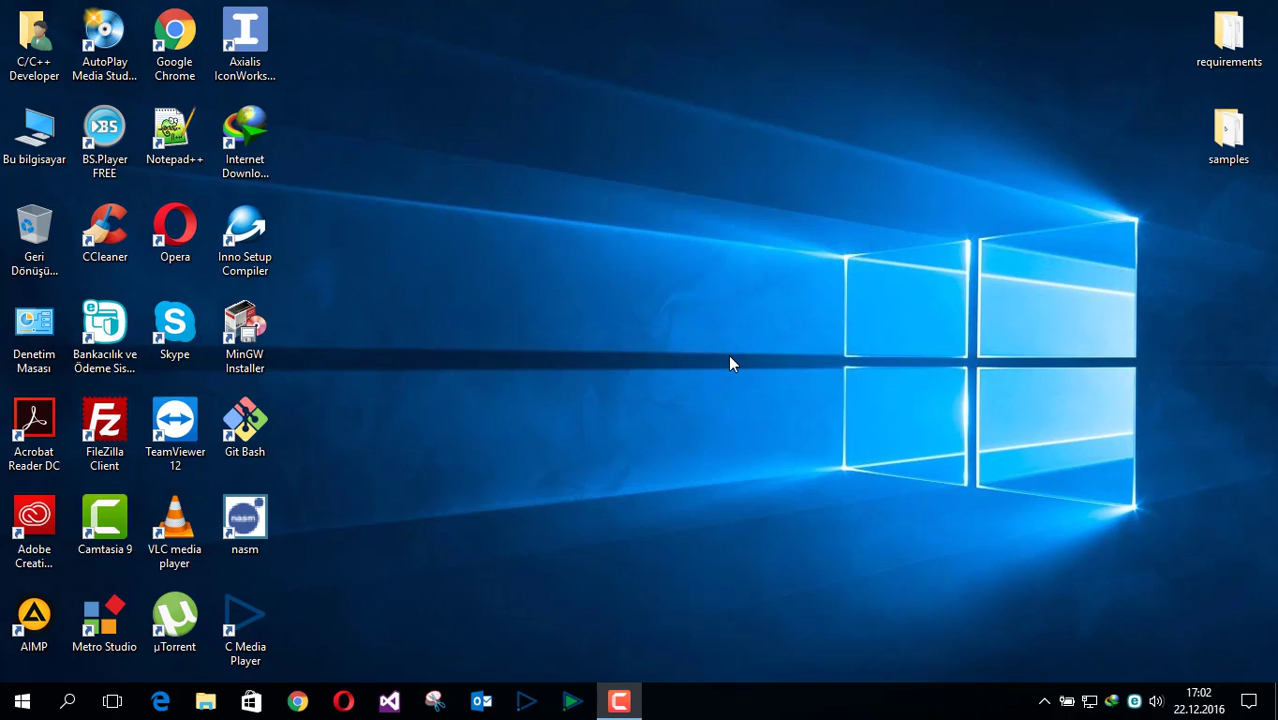 C/C++
Developer
AutoPlay
Media Stud...
Google
Chrome
Axialis
IconWorks...
requirements
Bu bilgisayar
BS
BS.Player
FREE
Notepad++
Internet
Downlo...
samples
Geri
Dönüşü...
CCleaner
Opera
Inno Setup
Compiler
Denetim
Masası
Bankacılık ve
Ödeme Sis...
Skype
MinGW
Installer
Acrobat
Reader DC
FileZilla
Client
TeamViewer
12
Git Bash
Adobe
Creati...
Camtasia 9
VLC media
player
nasm
nasm
AIMP
Metro Studio
µTorrent
C Media
Player
17:02
22.12.2016